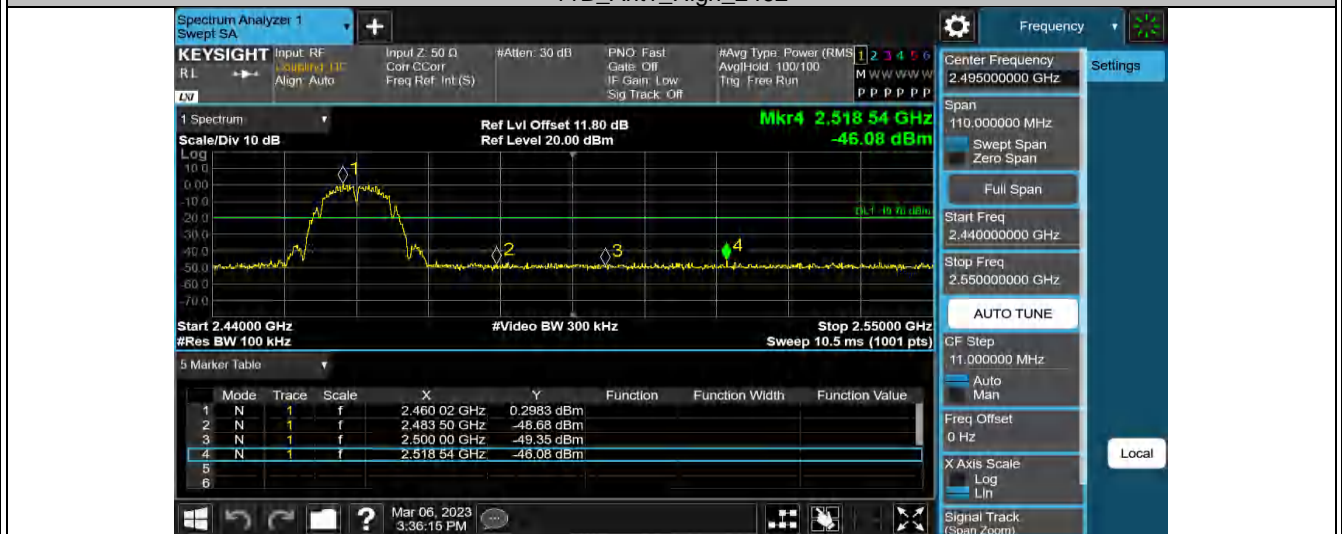 Spectrum Analyzer 1
Swept SA
Frequency
KEYSIGHT
RL
LXI
Input: RF
Coupling: DC
Align: Auto
Input Z: 50 Ω
Corr CCorr
Freq Ref: Int (S)
#Atten: 30 dB
PNO: Fast
Gate: Off
IF Gain: Low
Sig Track: Off
#Avg Type: Power (RMS
Avg|Hold: 100/100
Trig: Free Run
1 2 3 4 5 6
M W W W W W
P P P P P P
Center Frequency
2.495000000 GHz
Settings
1 Spectrum
Scale/Div 10 dB
Ref Lvl Offset 11.80 dB
Ref Level 20.00 dBm
Mkr4 2.518 54 GHz
-46.08 dBm
Log
10.0
0.00
-10.0
-20.0
-30.0
-40.0
-50.0
-60.0
-70.0
1
2
3
4
Span
110.000000 MHz
Swept Span
Zero Span
Full Span
Start Freq
2.440000000 GHz
Stop Freq
2.550000000 GHz
AUTO TUNE
Start 2.44000 GHz
#Video BW 300 kHz
Stop 2.55000 GHz
#Res BW 100 kHz
Sweep 10.5 ms (1001 pts)
CF Step
11.000000 MHz
Auto
Man
5 Marker Table
Mode Trace Scale X Y Function Function Width Function Value
1 N 1 f 2.460 02 GHz 0.2983 dBm
2 N 1 f 2.483 50 GHz -48.68 dBm
3 N 1 f 2.500 00 GHz -49.35 dBm
4 N 1 f 2.518 54 GHz -46.08 dBm
5
6
Freq Offset
0 Hz
Local
X Axis Scale
Log
Lin
Signal Track
(Span Zoom)
?
Mar 06, 2023
3:36:15 PM